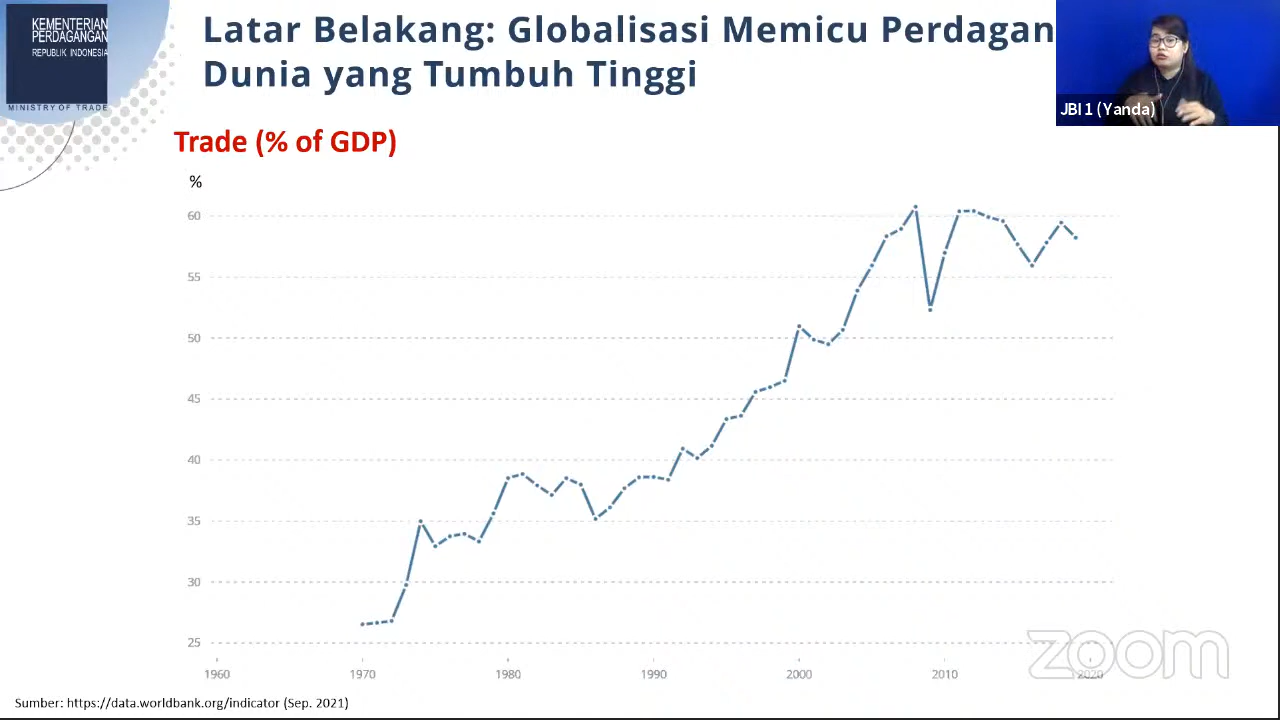 KEMENTERIAN
PERDAGANGAN
REPUBLIK INDONESIA
MINISTRY OF TRADE
Latar Belakang: Globalisasi Memicu Perdagan
Dunia yang Tumbuh Tinggi
JBI 1 (Yanda)
Trade (% of GDP)
%
60
55
50
45
40
35
30
25
1960 1970 1980 1990 2000 2010 2020
zoom
Sumber: https://data.worldbank.org/indicator (Sep. 2021)